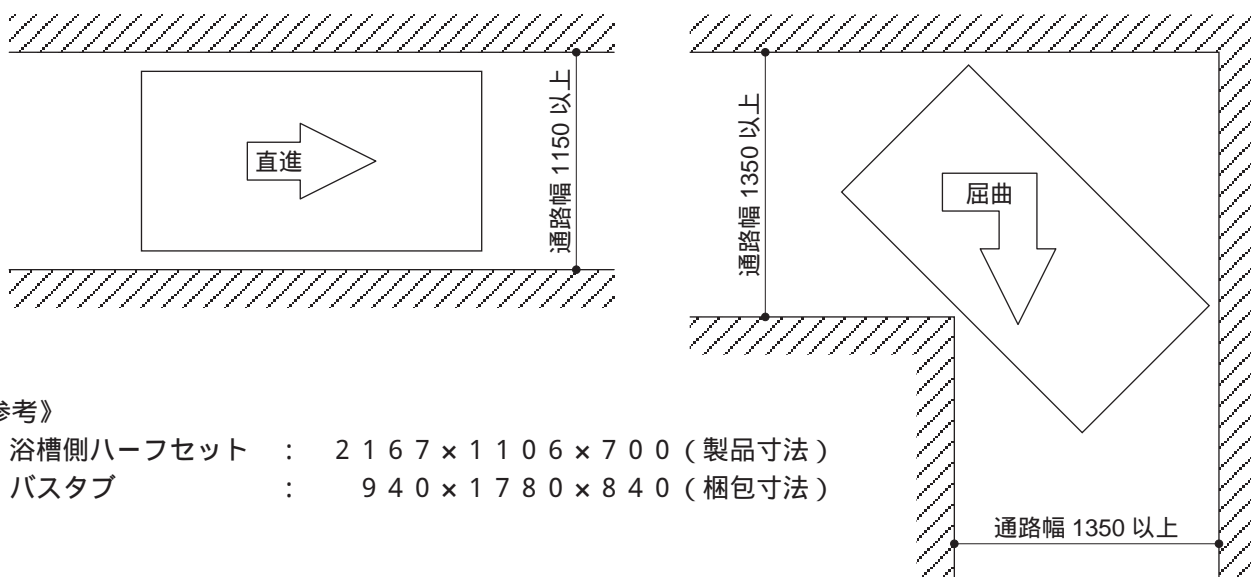 直進
通路幅 1150 以上
通路幅 1350 以上
屈曲
参考》
浴槽側ハーフセット : 2167×1106×700(製品寸法)
バスタブ : 940×1780×840(梱包寸法)
通路幅 1350 以上